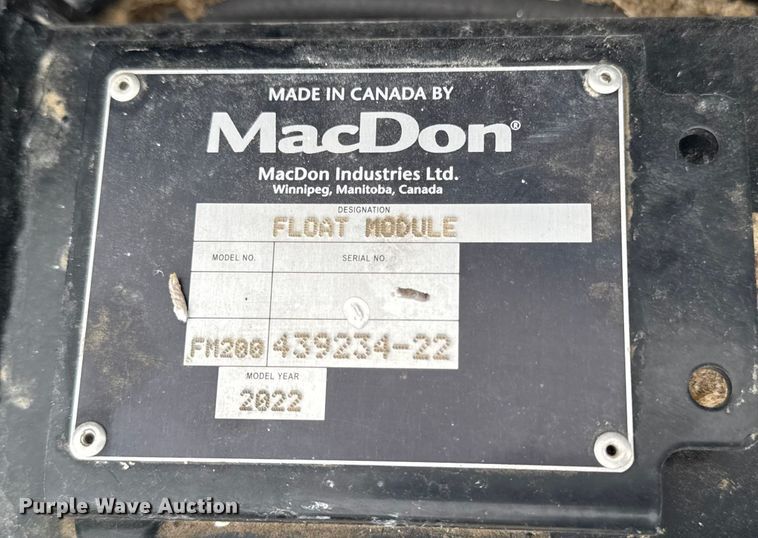 MADE IN CANADA BY
MacDon®
MacDon Industries Ltd.
Winnipeg, Manitoba, Canada
DESIGNATION
FLOAT MODULE
MODEL NO. SERIAL NO.
FM200 439234-22
MODEL YEAR
2022
Purple Wave Auction